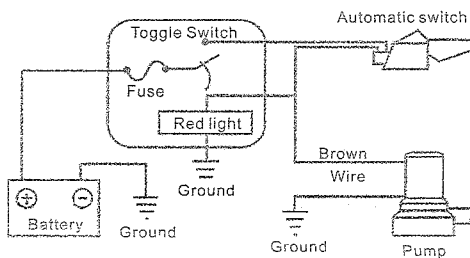 Automatic switch
Toggle Switch
Fuse
Red light
Ground
Brown
Wire
+
-
Battery
Ground
Ground
Pump